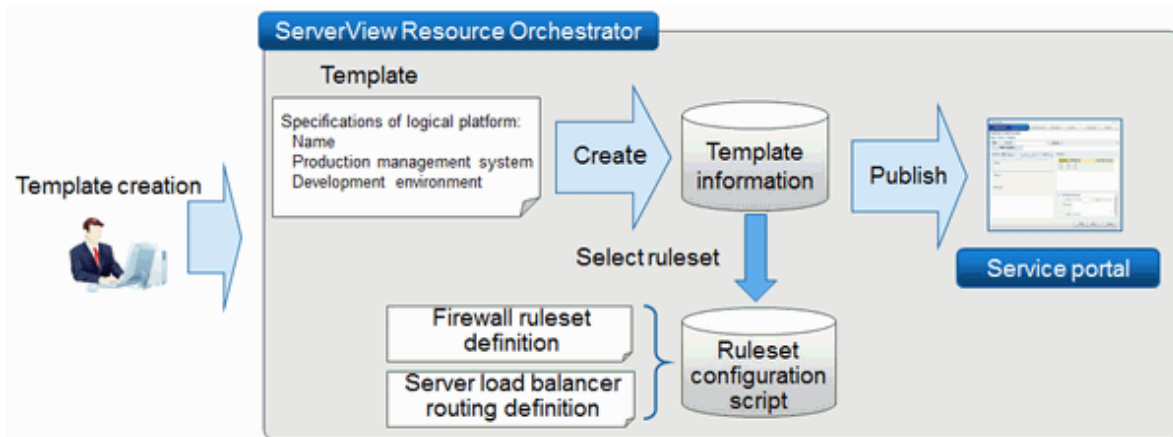 ServerView Resource Orchestrator
Template
Specifications of logical platform:
Name
Production management system
Development environment
Template creation
Create
Template
information
Publish
Service portal
Select ruleset
Firewall ruleset
definition
Server load balancer
routing definition
Ruleset
configuration
script